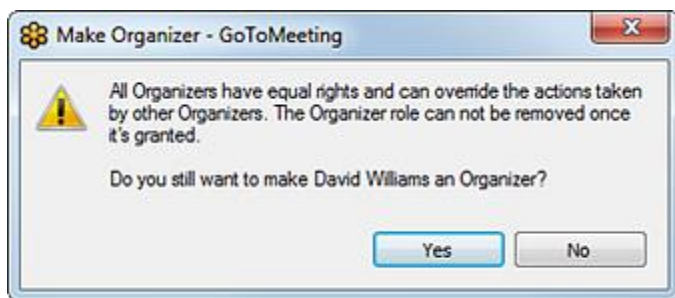 Make Organizer - GoToMeeting
All Organizers have equal rights and can override the actions taken
by other Organizers. The Organizer role can not be removed once
it's granted.
Do you still want to make David Williams an Organizer?
Yes
No